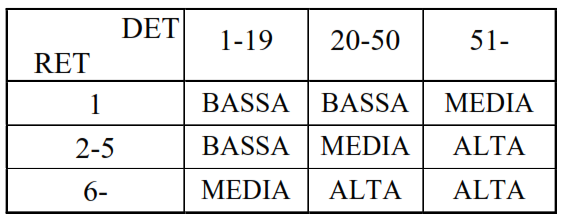 DET
RET 1-19 20-50 51-
1 BASSA BASSA MEDIA
2-5 BASSA MEDIA ALTA
6- MEDIA ALTA ALTA